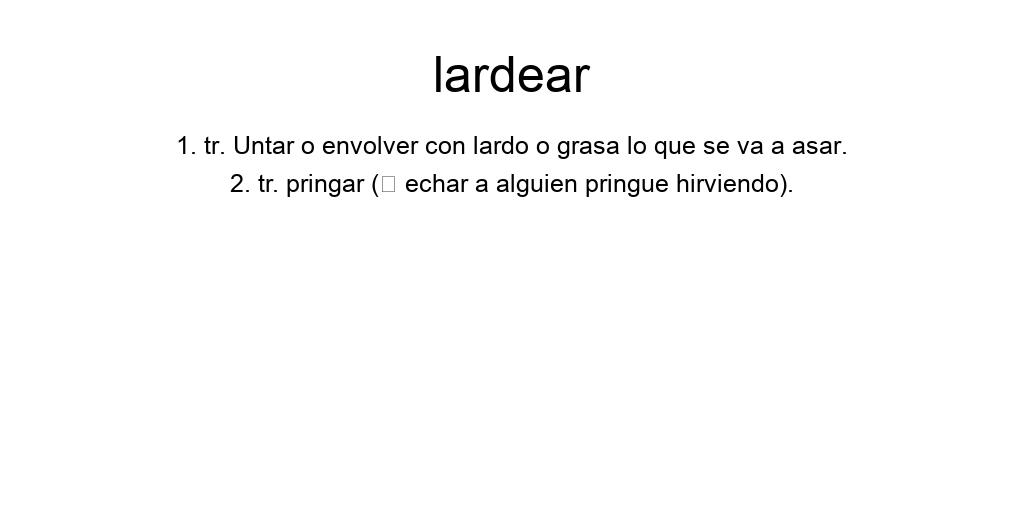 lardear
1. tr. Untar o envolver con lardo o grasa lo que se va a asar.
2. tr. pringar (□ echar a alguien pringue hirviendo).